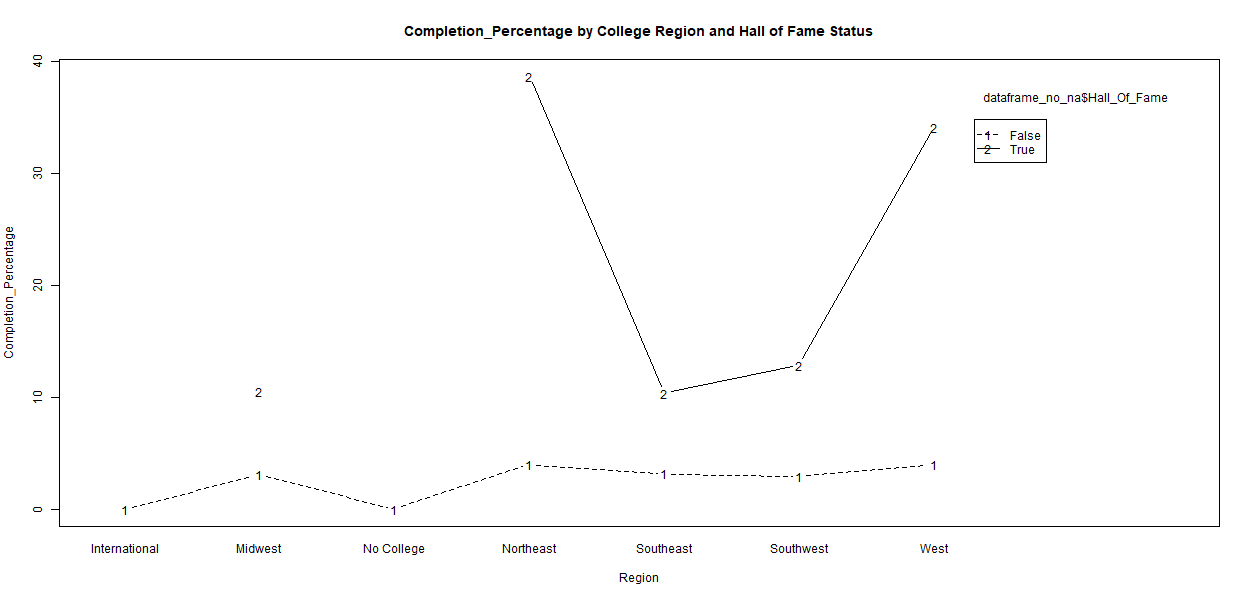 Completion_Percentage by College Region and Hall of Fame Status
Completion_Percentage
40
30
20
10
0
dataframe_no_na$Hall_Of_Fame
1 False
2 True
2
2
2
2
2
1
1
1
1
1
1
1
International Midwest No College Northeast Southeast Southwest West
Region